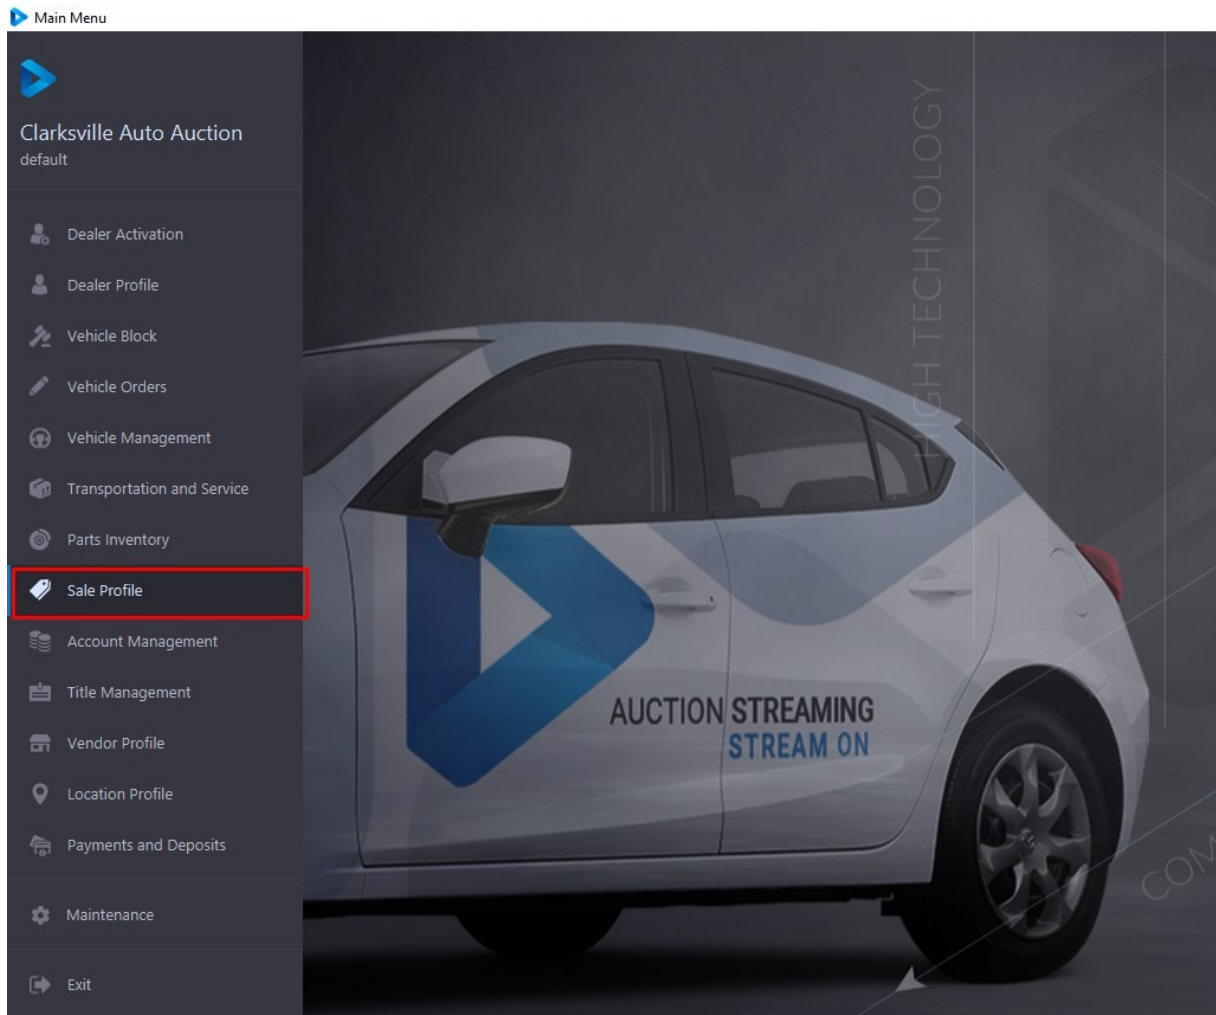 Main Menu
Clarksville Auto Auction
default
Dealer Activation
Dealer Profile
Vehicle Block
Vehicle Orders
Vehicle Management
Transportation and Service
Parts Inventory
Sale Profile
Account Management
Title Management
Vendor Profile
Location Profile
Payments and Deposits
Maintenance
Exit
HIGH TECHNOLOGY
AUCTION STREAMING
STREAM ON